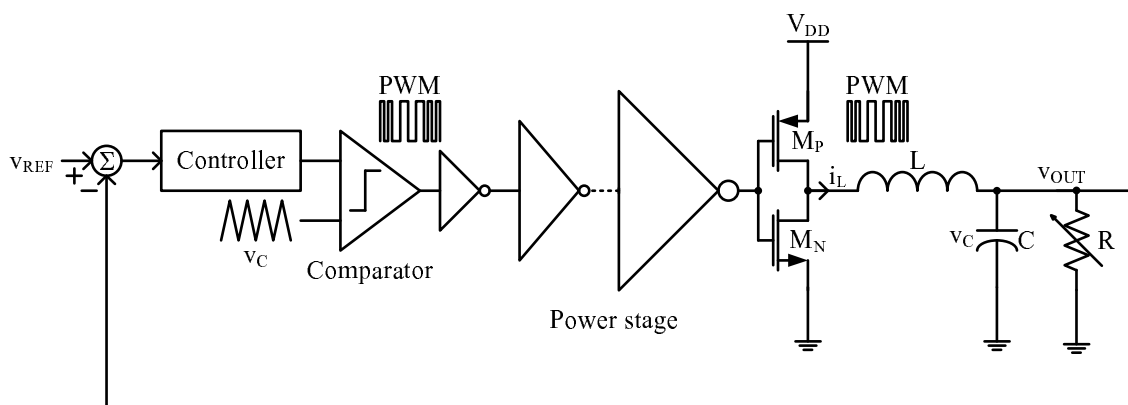 V_DD
PWM
PWM
M_P
v_REF
+
−
Σ
Controller
i_L
L
v_OUT
v_C
Comparator
M_N
v_C
C
R
Power stage